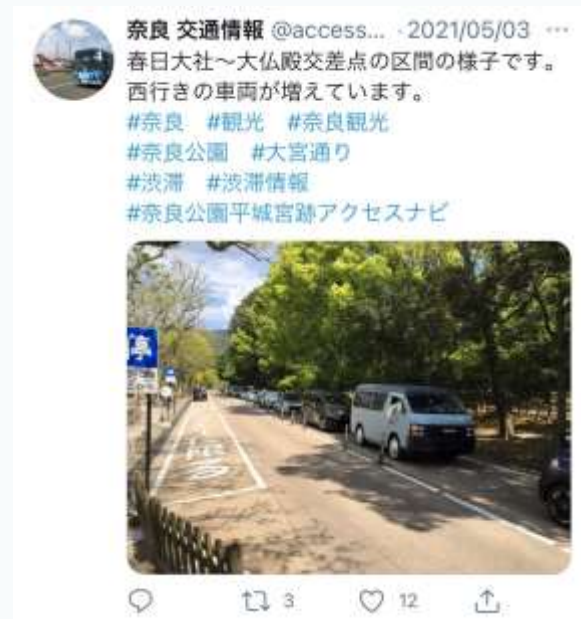 奈良 交通情報 @access... ・2021/05/03 …
春日大社～大仏殿交差点の区間の様子です。
西行きの車両が増えています。
#奈良 #観光 #奈良観光
#奈良公園 #大宮通り
#渋滞 #渋滞情報
#奈良公園平城宮跡アクセスナビ
停
3 12